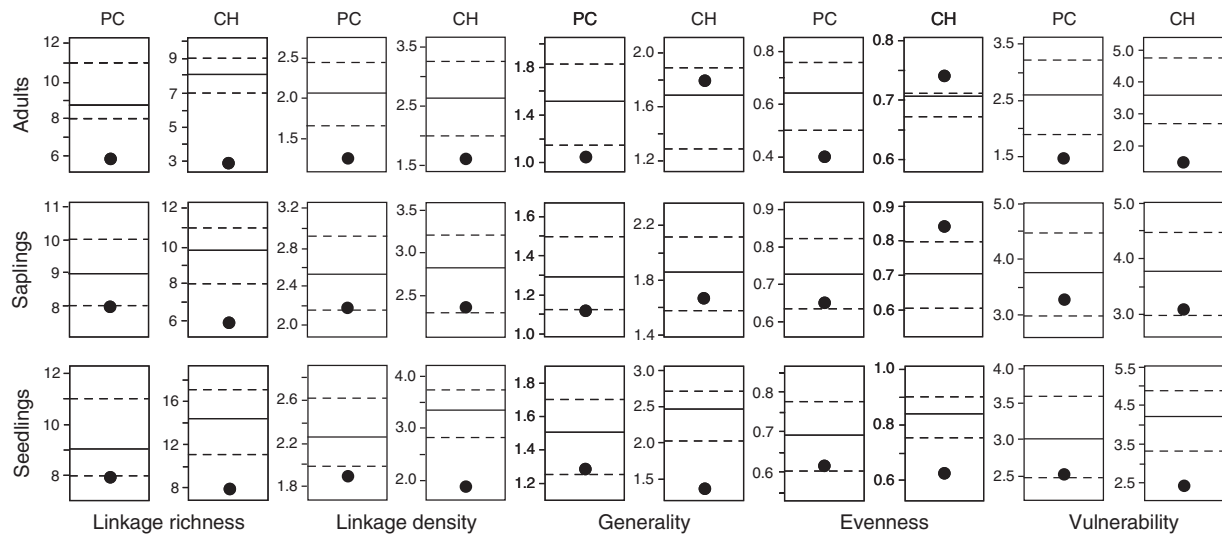 PC CH PC CH PC CH PC CH PC CH
Adults
12 10 8 6
9 7 5 3
2.5 2.0 1.5
3.5 2.5 1.5
1.8 1.4 1.0
2.0 1.6 1.2
0.8 0.6 0.4
0.8 0.7 0.6
3.5 2.5 1.5
5.0 4.0 3.0 2.0
Saplings
11 10 9 8
12 10 8 6
3.2 2.8 2.4 2.0
3.5 3.0 2.5
1.6 1.4 1.2 1.0
2.2 1.8 1.4
0.9 0.8 0.7 0.6
0.9 0.8 0.7 0.6
5.0 4.0 3.0
5.0 4.0 3.0
Seedlings
12 10 8
16 12 8
2.6 2.2 1.8
4.0 3.0 2.0
1.8 1.6 1.4 1.2
3.0 2.5 2.0 1.5
0.8 0.7 0.6
1.0 0.8 0.6
4.0 3.5 3.0 2.5
5.5 4.5 3.5 2.5
Linkage richness Linkage density Generality Evenness Vulnerability